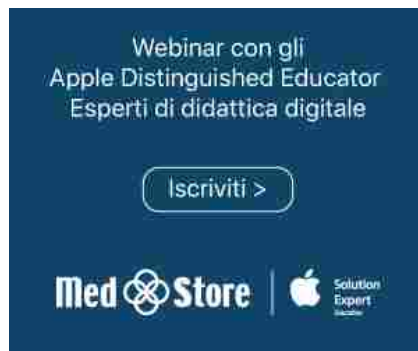 Webinar con gli
Apple Distinguished Educator
Esperti di didattica digitale
Iscriviti >
Med Store
Solution
Expert